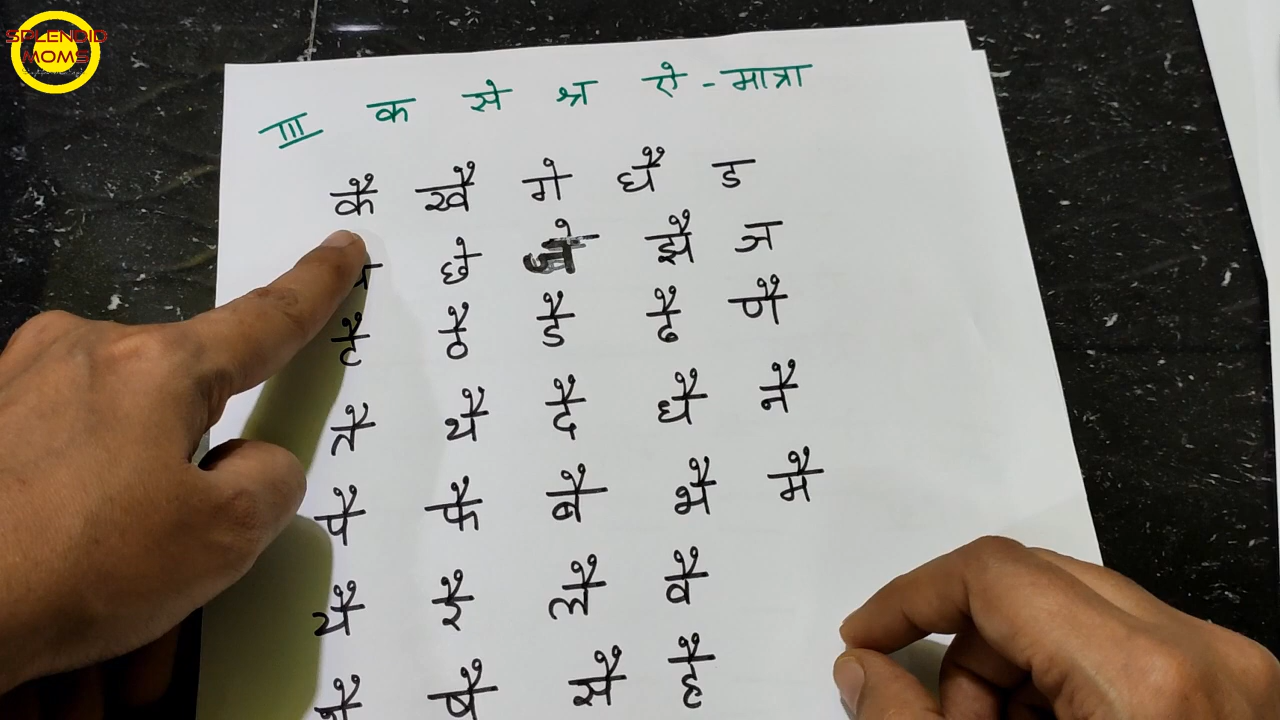 SPLENDID
MOMS
III क से श्र ऐ - मात्रा
कै खै गे घै ड
छे जे झै ञ
टै ठै डै ढै णै
तै थै दै धै नै
पै फै बै भै मै
यै रै लै वै
षै सै है